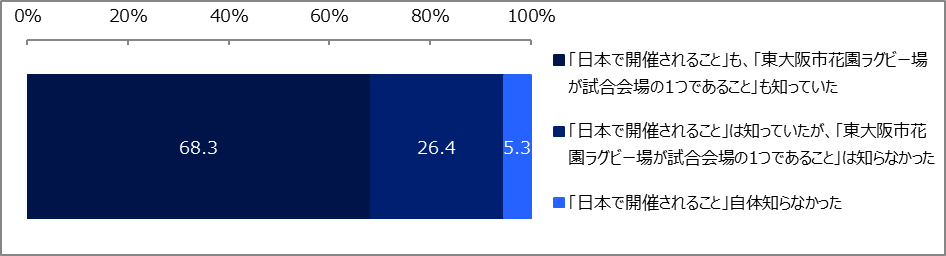 0% 20% 40% 60% 80% 100%
68.3 26.4 5.3
「日本で開催されること」も、「東大阪市花園ラグビー場
が試合会場の1つであること」も知っていた
「日本で開催されること」は知っていたが、「東大阪市花
園ラグビー場が試合会場の1つであること」は知らなかった
「日本で開催されること」自体知らなかった